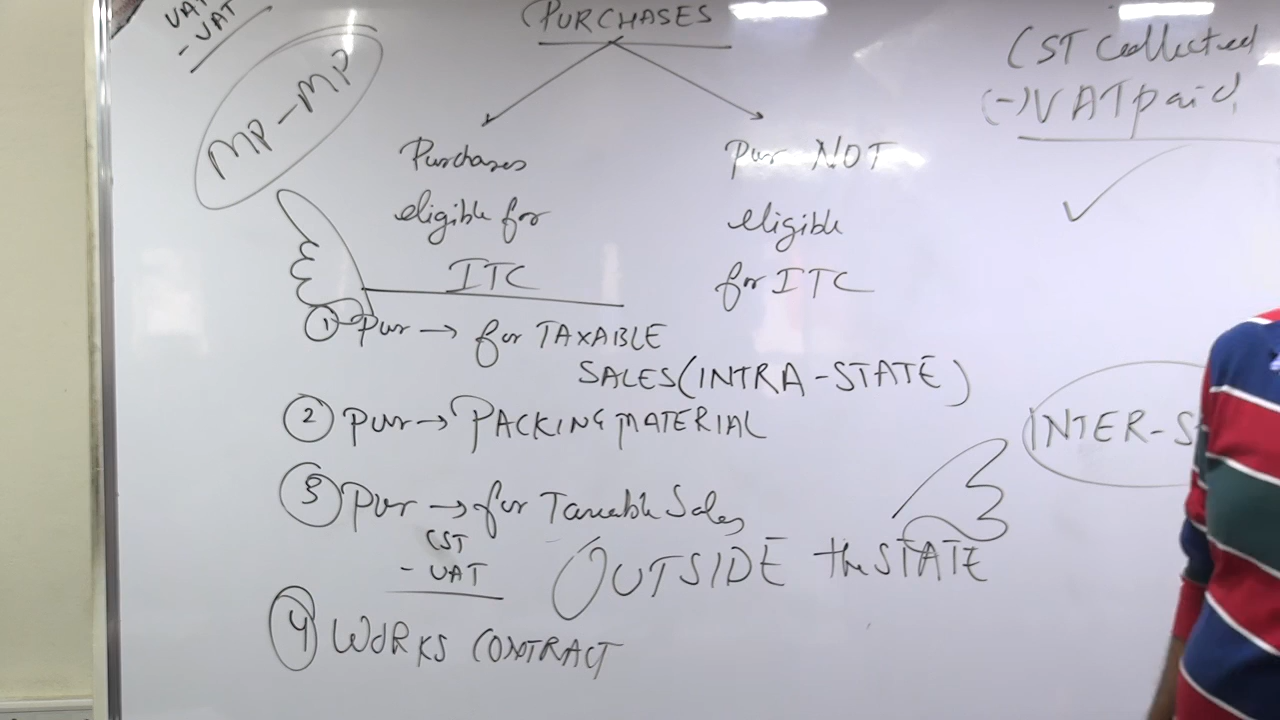 VAT
- VAT
MP-MP
PURCHASES
Purchases
eligible for
ITC
Pur NOT
eligible
for ITC
CST Collected
(-) VAT paid
① Pur → for TAXABLE
SALES (INTRA-STATE)
② Pur → PACKING MATERIAL
③ Pur → for Taxable Sales
OUTSIDE the STATE
CST
- VAT
④ WORKS CONTRACT
INTER-S